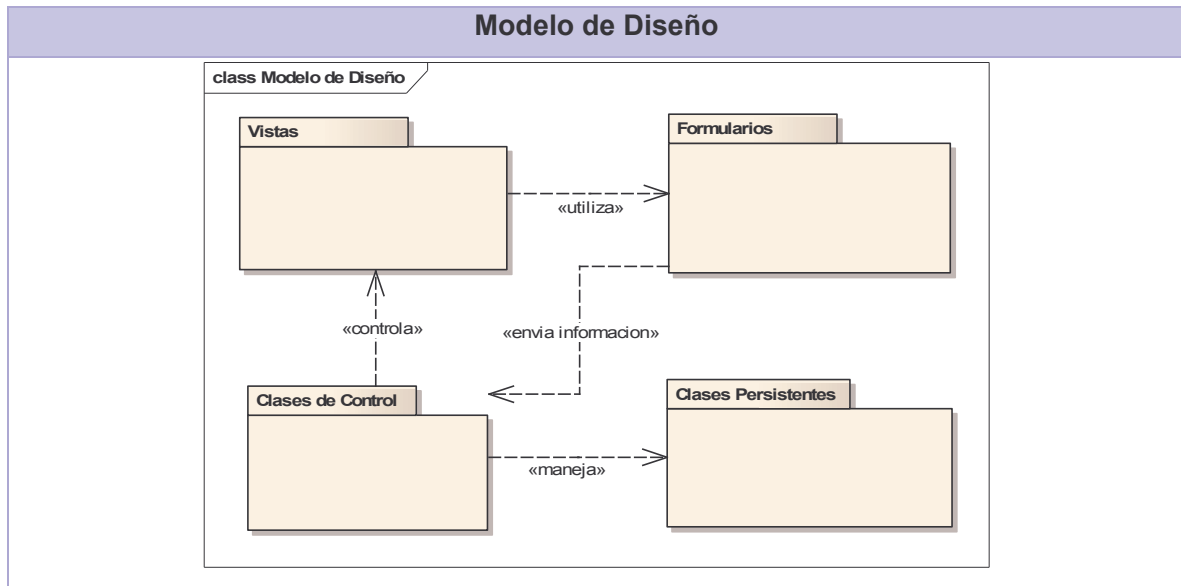 Modelo de Diseño
class Modelo de Diseño
Vistas
Formularios
«utiliza»
«controla»
«envia informacion»
Clases de Control
Clases Persistentes
«maneja»